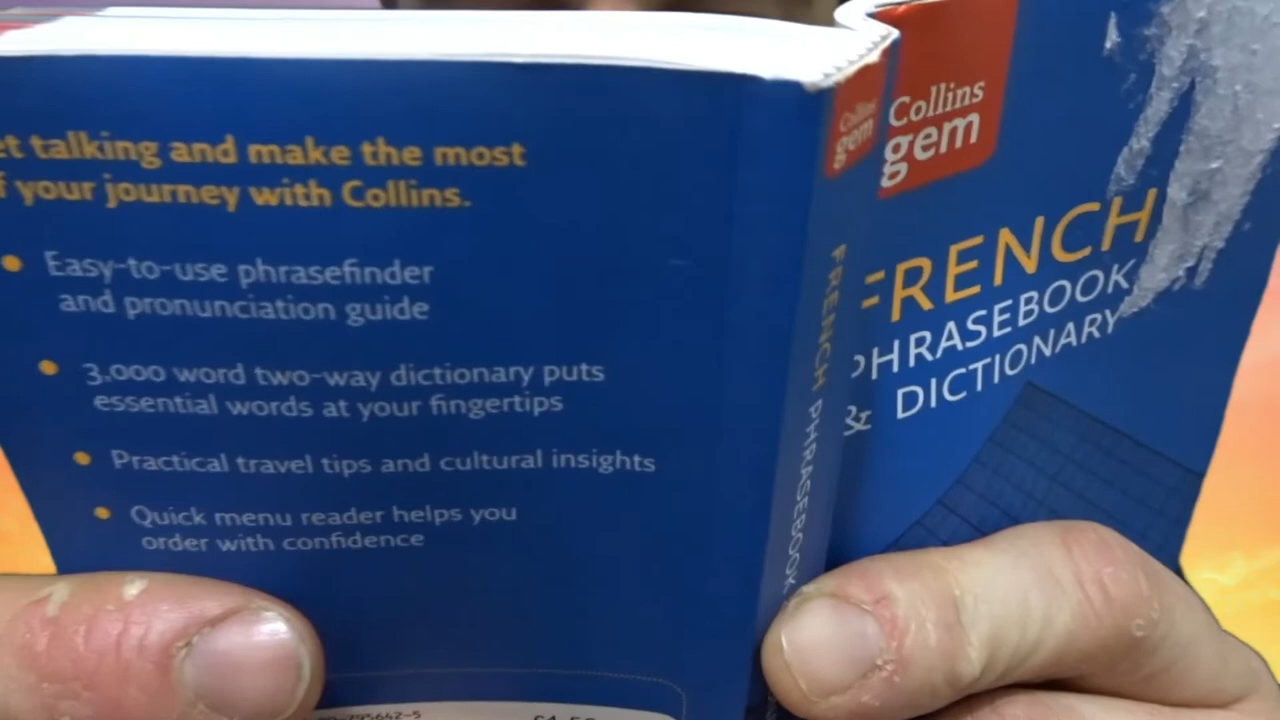 et talking and make the most
f your journey with Collins.
Easy-to-use phrasefinder
and pronunciation guide
3,000 word two-way dictionary puts
essential words at your fingertips
Practical travel tips and cultural insights
Quick menu reader helps you
order with confidence
Collins
gem
FRENCH PHRASEBOOK
Collins
gem
FRENCH
PHRASEBOOK
& DICTIONARY